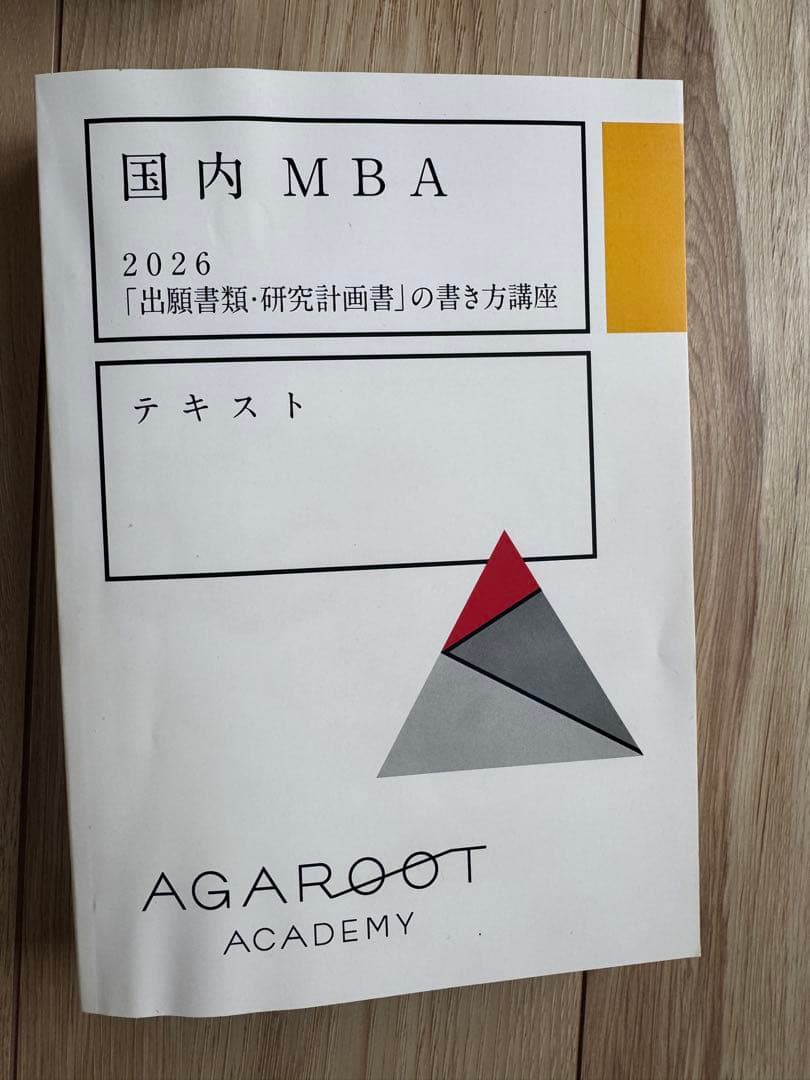 国内 MBA
2026
「出願書類・研究計画書」の書き方講座
テキスト
AGAROOT
ACADEMY